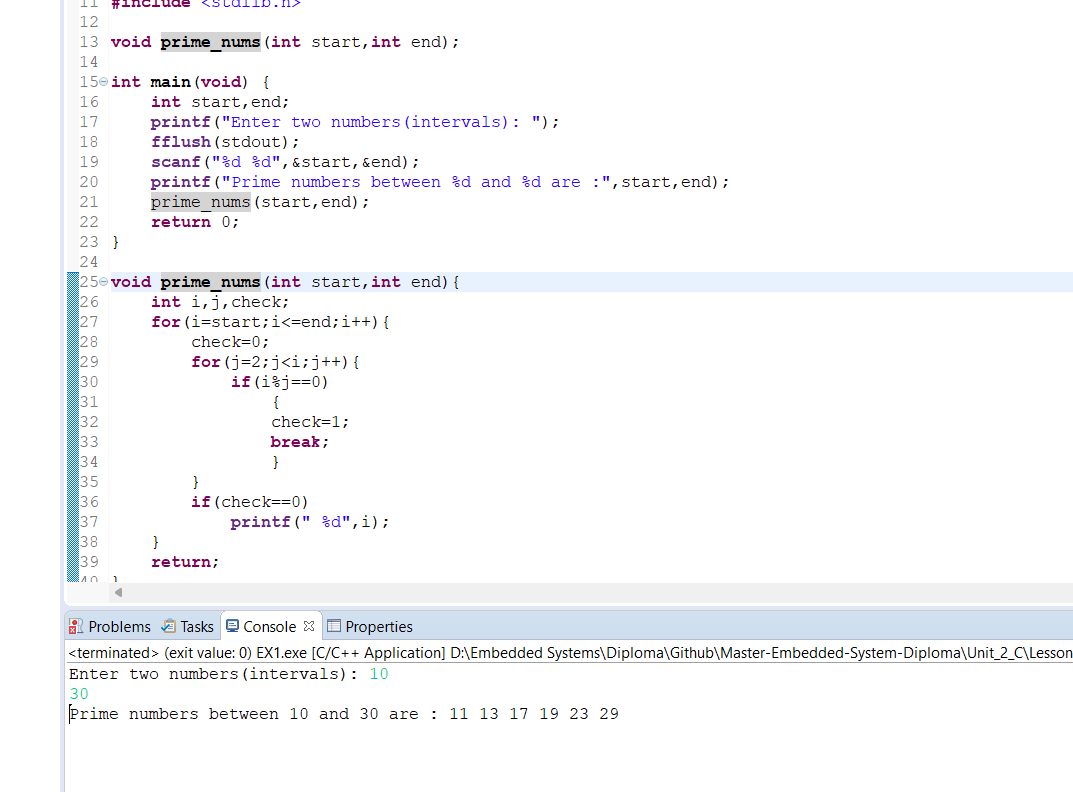 11 #include <stdlib.h>
12
13 void prime_nums(int start,int end);
14
15 int main(void) {
16     int start,end;
17     printf("Enter two numbers(intervals): ");
18     fflush(stdout);
19     scanf("%d %d",&start,&end);
20     printf("Prime numbers between %d and %d are :",start,end);
21     prime_nums(start,end);
22     return 0;
23 }
24
25 void prime_nums(int start,int end){
26     int i,j,check;
27     for(i=start;i<=end;i++){
28         check=0;
29         for(j=2;j<i;j++){
30             if(i%j==0)
31                 {
32                 check=1;
33                 break;
34                 }
35         }
36         if(check==0)
37             printf(" %d",i);
38     }
39     return;
40 }
Problems Tasks Console Properties
<terminated> (exit value: 0) EX1.exe [C/C++ Application] D:\Embedded Systems\Diploma\Github\Master-Embedded-System-Diploma\Unit_2_C\Lesson
Enter two numbers(intervals): 10
30
Prime numbers between 10 and 30 are : 11 13 17 19 23 29